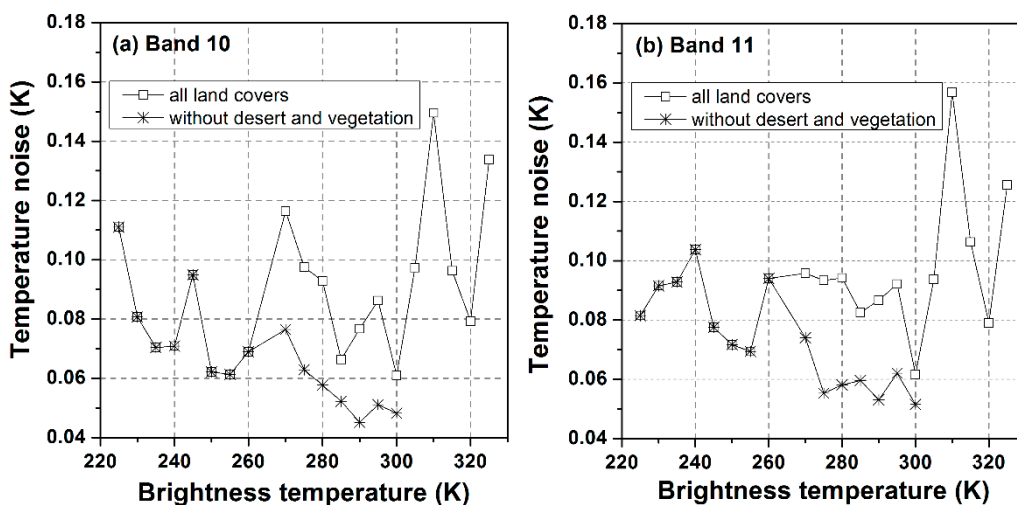 (a) Band 10
all land covers
without desert and vegetation
Temperature noise (K)
0.18
0.16
0.14
0.12
0.10
0.08
0.06
0.04
220 240 260 280 300 320
Brightness temperature (K)
(b) Band 11
all land covers
without desert and vegetation
Temperature noise (K)
0.18
0.16
0.14
0.12
0.10
0.08
0.06
0.04
220 240 260 280 300 320
Brightness temperature (K)